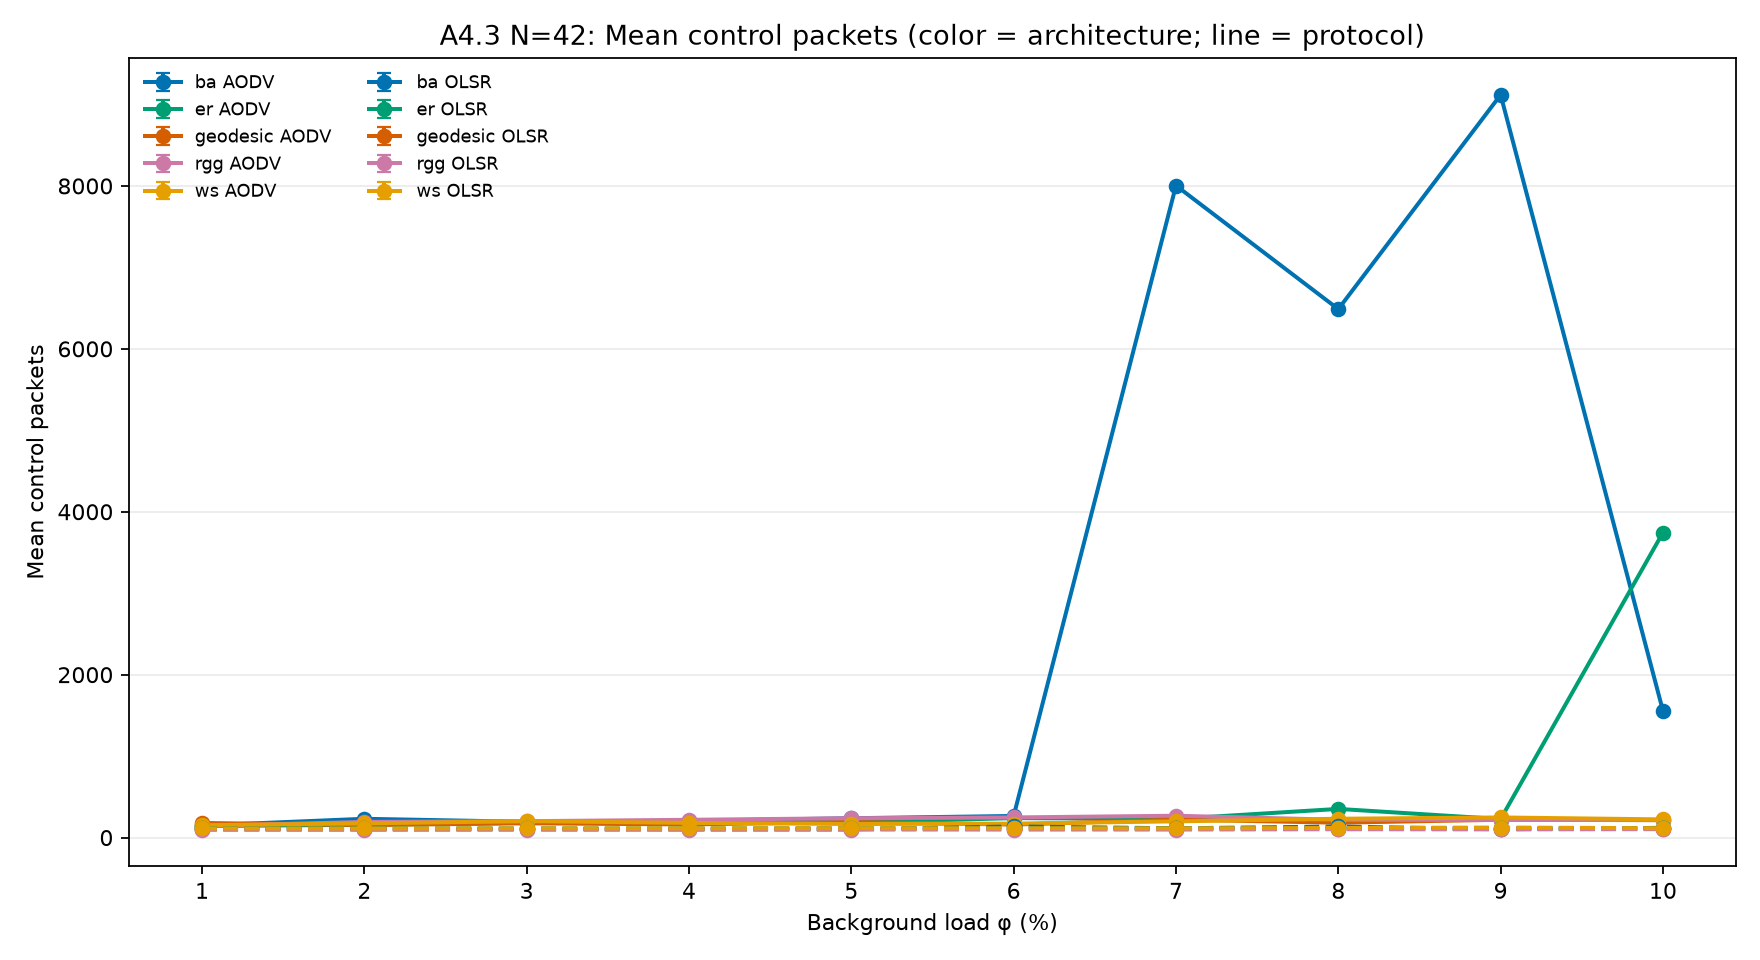 A4.3 N=42: Mean control packets (color = architecture; line = protocol)
ba AODV
er AODV
geodesic AODV
rgg AODV
ws AODV
ba OLSR
er OLSR
geodesic OLSR
rgg OLSR
ws OLSR
Mean control packets
8000
6000
4000
2000
0
1 2 3 4 5 6 7 8 9 10
Background load φ (%)